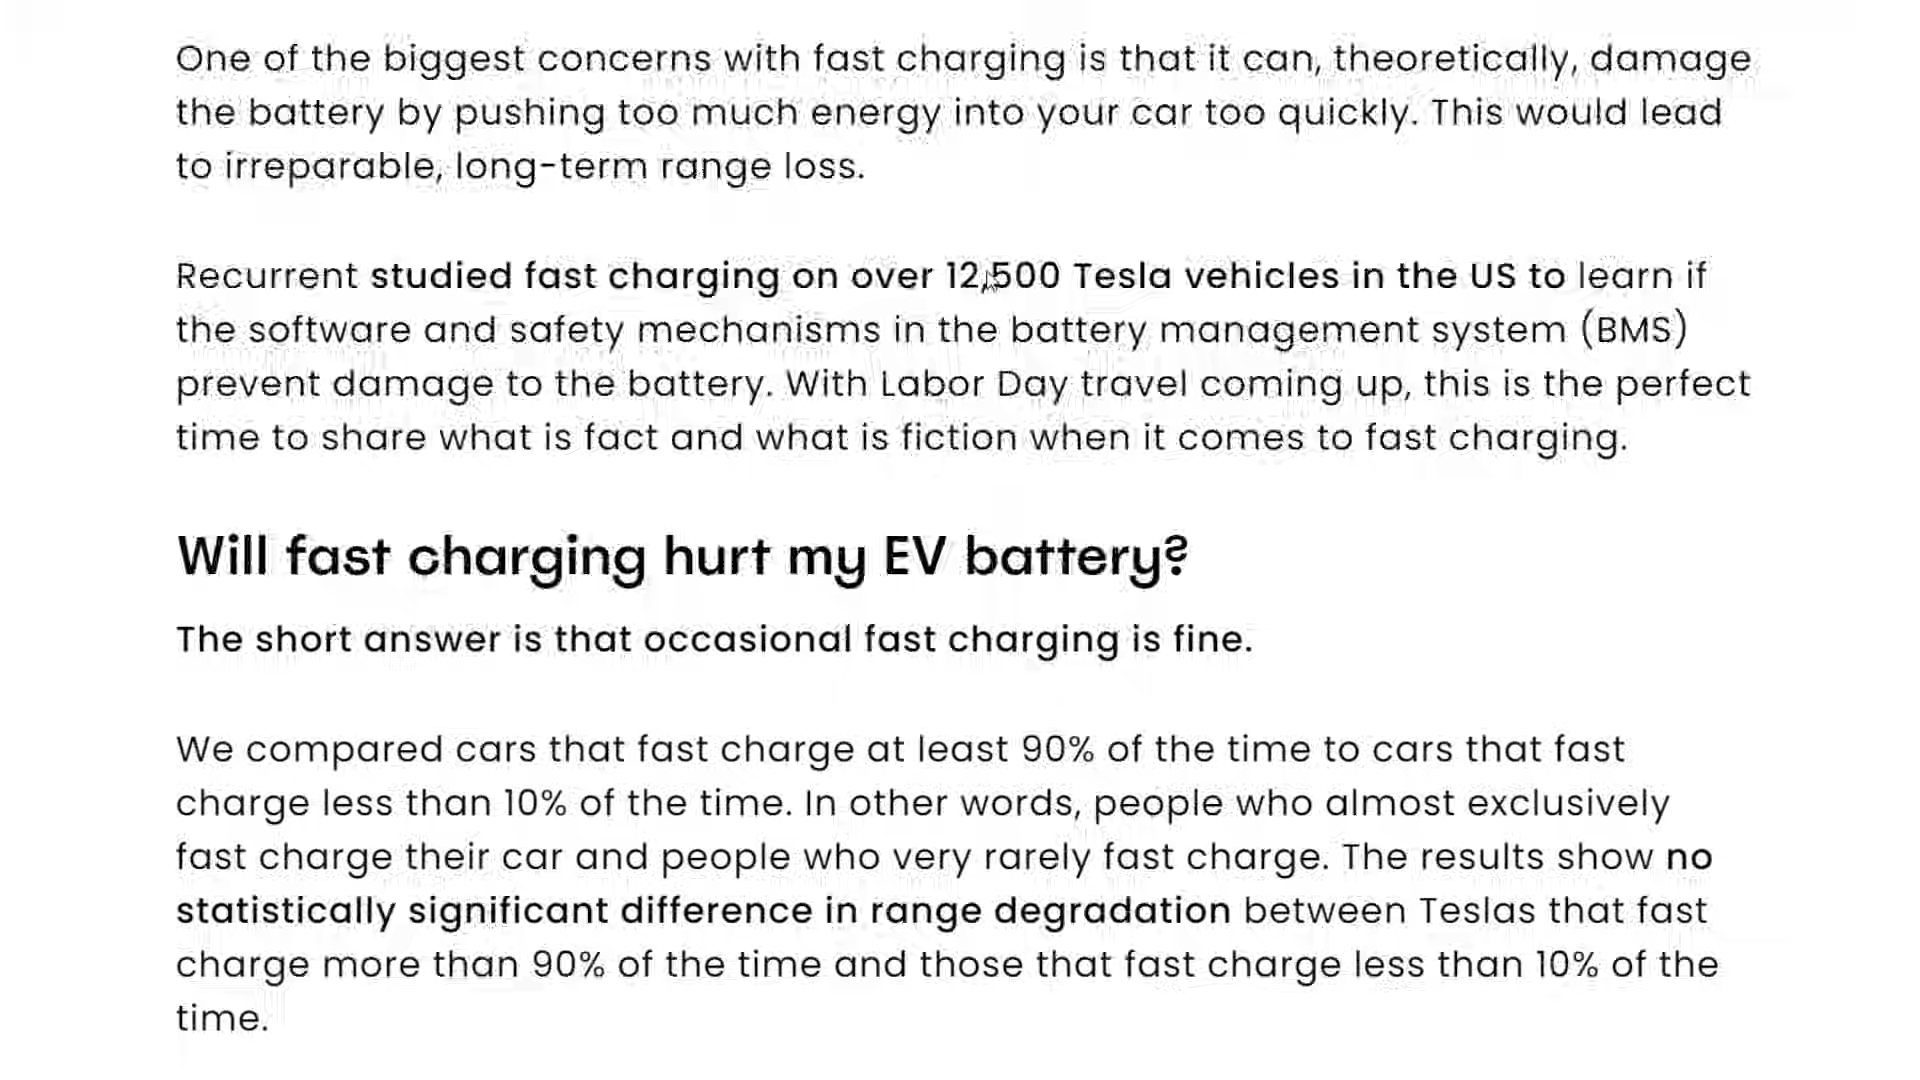 One of the biggest concerns with fast charging is that it can, theoretically, damage
the battery by pushing too much energy into your car too quickly. This would lead
to irreparable, long-term range loss.
Recurrent studied fast charging on over 12,500 Tesla vehicles in the US to learn if
the software and safety mechanisms in the battery management system (BMS)
prevent damage to the battery. With Labor Day travel coming up, this is the perfect
time to share what is fact and what is fiction when it comes to fast charging.
Will fast charging hurt my EV battery?
The short answer is that occasional fast charging is fine.
We compared cars that fast charge at least 90% of the time to cars that fast
charge less than 10% of the time. In other words, people who almost exclusively
fast charge their car and people who very rarely fast charge. The results show no
statistically significant difference in range degradation between Teslas that fast
charge more than 90% of the time and those that fast charge less than 10% of the
time.